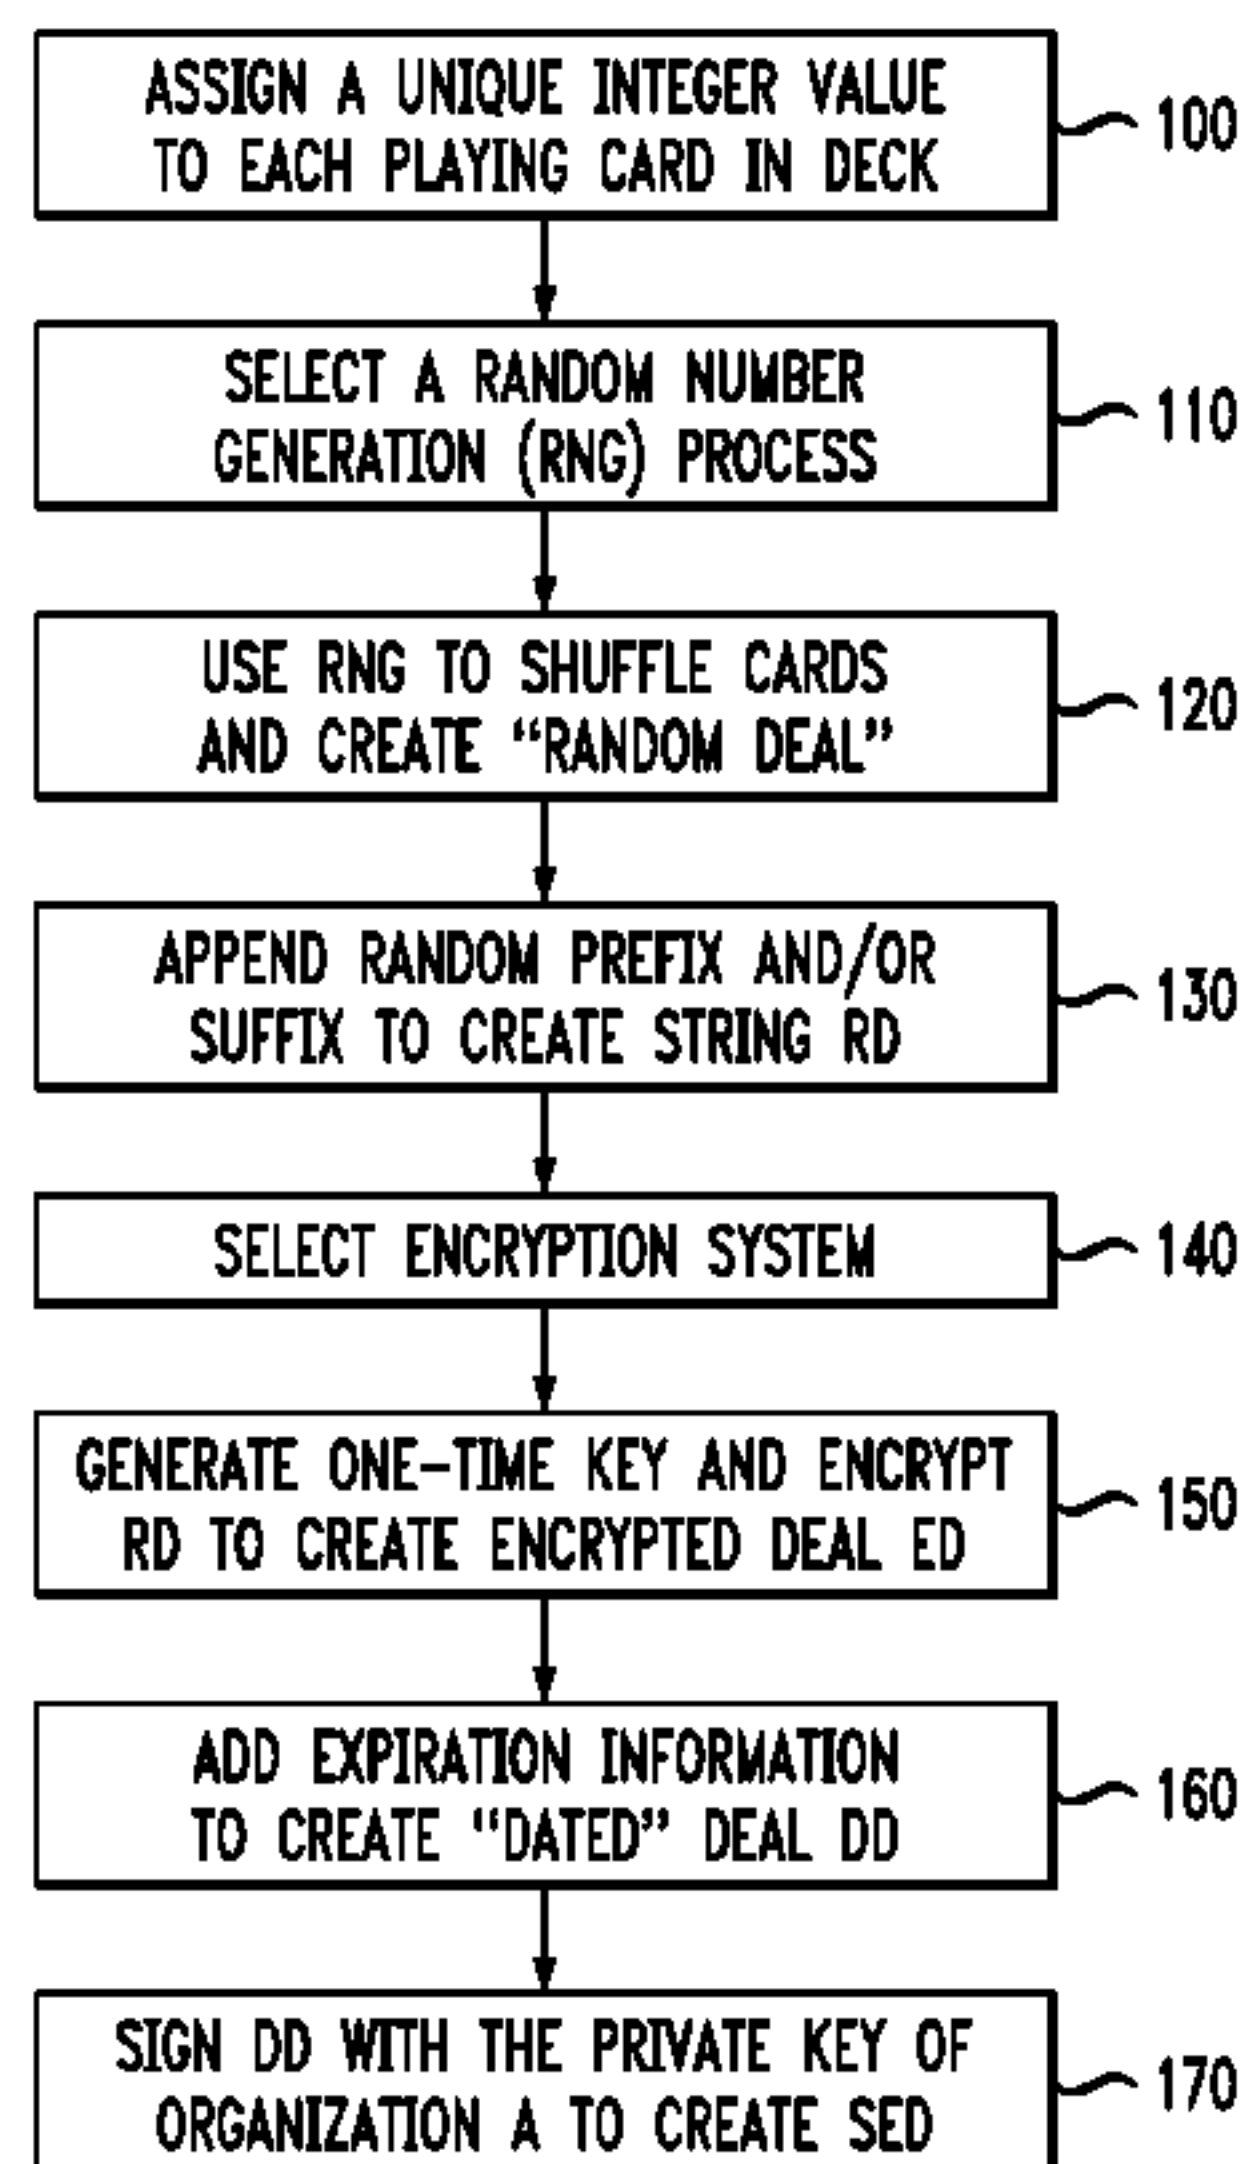 ASSIGN A UNIQUE INTEGER VALUE
TO EACH PLAYING CARD IN DECK
100
SELECT A RANDOM NUMBER
GENERATION (RNG) PROCESS
110
USE RNG TO SHUFFLE CARDS
AND CREATE “RANDOM DEAL”
120
APPEND RANDOM PREFIX AND/OR
SUFFIX TO CREATE STRING RD
130
SELECT ENCRYPTION SYSTEM
140
GENERATE ONE-TIME KEY AND ENCRYPT
RD TO CREATE ENCRYPTED DEAL ED
150
ADD EXPIRATION INFORMATION
TO CREATE “DATED” DEAL DD
160
SIGN DD WITH THE PRIVATE KEY OF
ORGANIZATION A TO CREATE SED
170